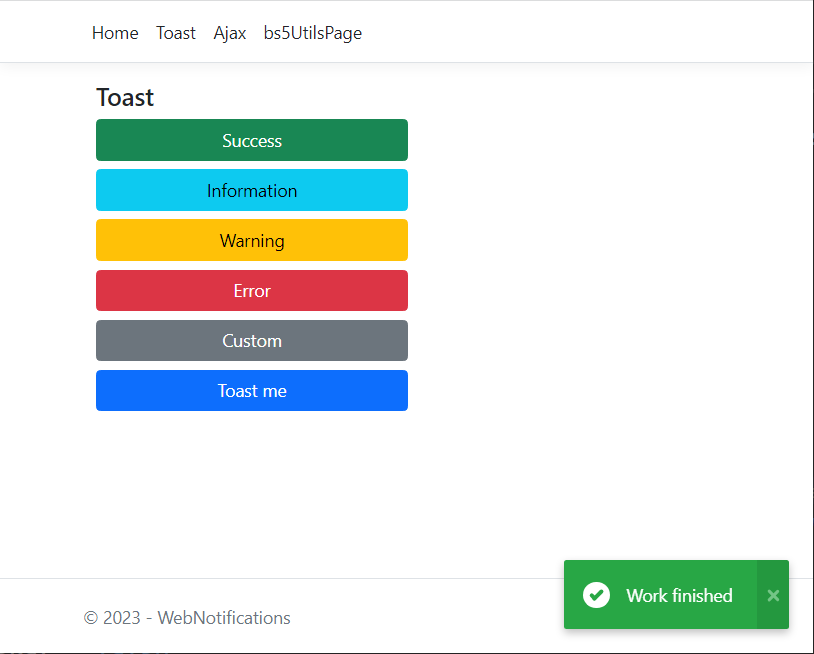 Home Toast Ajax bs5UtilsPage
Toast
Success
Information
Warning
Error
Custom
Toast me
Work finished ×
© 2023 - WebNotifications